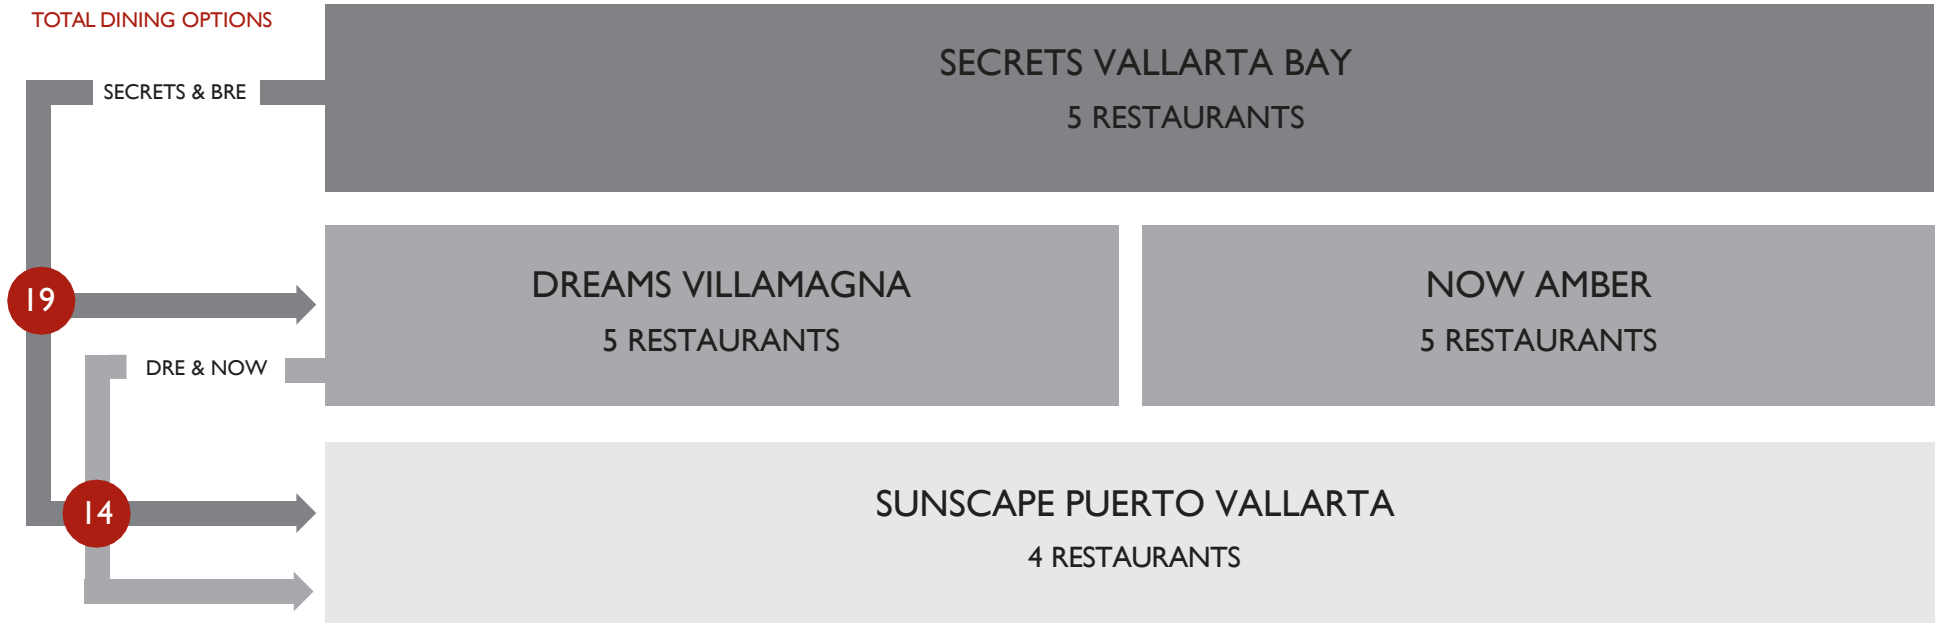 TOTAL DINING OPTIONS
SECRETS VALLARTA BAY
SECRETS & BRE
5 RESTAURANTS
DREAMS VILLAMAGNA
NOW AMBER
19
5 RESTAURANTS
5 RESTAURANTS
DRE & NOW
SUNSCAPE PUERTO VALLARTA
14
4 RESTAURANTS